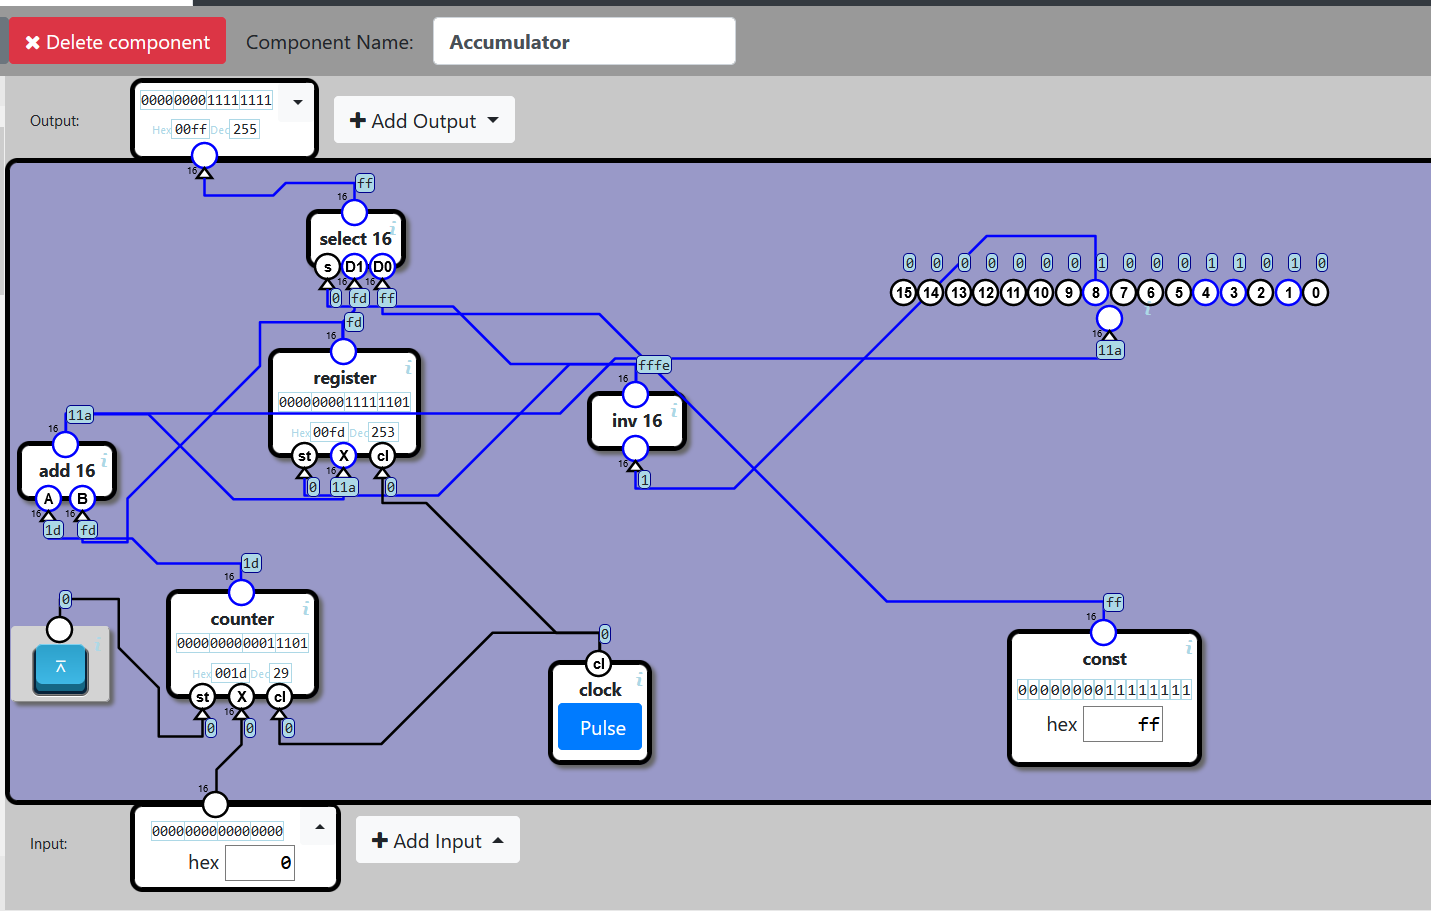 ✖ Delete component
Component Name:
Accumulator
Output:
0000000011111111
Hex 00ff Dec 255
+ Add Output
16
ff
16
select 16
i
s D1 D0
16 16
0 fd ff
fd
16
register
i
0000000011111101
Hex 00fd Dec 253
st X cl
16
0 11a 0
11a
16
add 16
i
A B
16 16
1d fd
0 0 0 0 0 0 0 1 0 0 0 1 1 0 1 0
15 14 13 12 11 10 9 8 7 6 5 4 3 2 1 0
i
16
11a
fffe
16
inv 16
i
16
1
1d
16
counter
i
0000000000011101
Hex 001d Dec 29
st X cl
16
0 0 0
0
i
0
cl
clock
i
Pulse
ff
16
const
i
0000000011111111
hex ff
16
Input:
0000000000000000
hex 0
+ Add Input